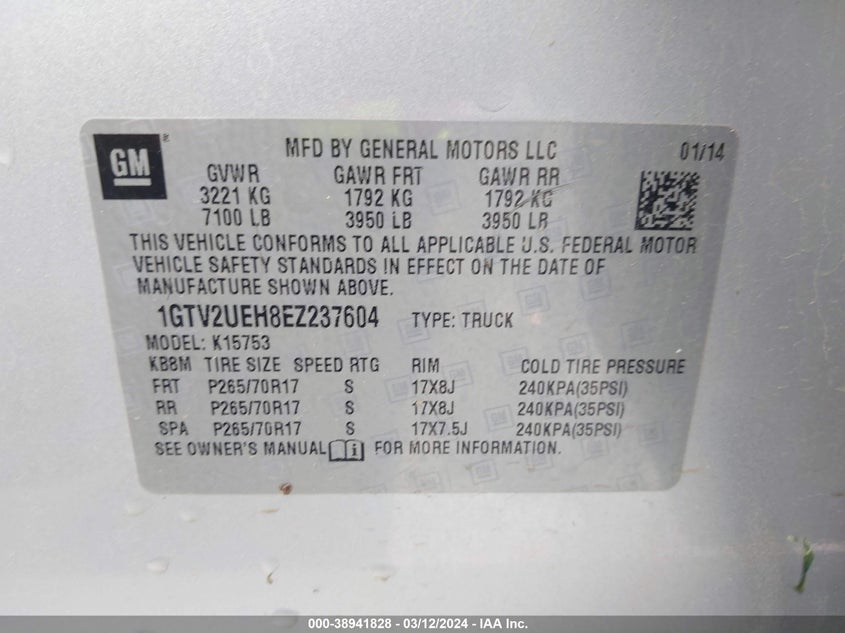 GM
MFD BY GENERAL MOTORS LLC 01/14
GVWR GAWR FRT GAWR RR
3221 KG 1792 KG 1792 KG
7100 LB 3950 LB 3950 LB
THIS VEHICLE CONFORMS TO ALL APPLICABLE U.S. FEDERAL MOTOR
VEHICLE SAFETY STANDARDS IN EFFECT ON THE DATE OF
MANUFACTURE SHOWN ABOVE.
1GTV2UEH8EZ237604 TYPE: TRUCK
MODEL: K15753
KB8M TIRE SIZE SPEED RTG RIM COLD TIRE PRESSURE
FRT P265/70R17 S 17X8J 240KPA(35PSI)
RR P265/70R17 S 17X8J 240KPA(35PSI)
SPA P265/70R17 S 17X7.5J 240KPA(35PSI)
SEE OWNER'S MANUAL FOR MORE INFORMATION.
000-38941828 - 03/12/2024 - IAA Inc.